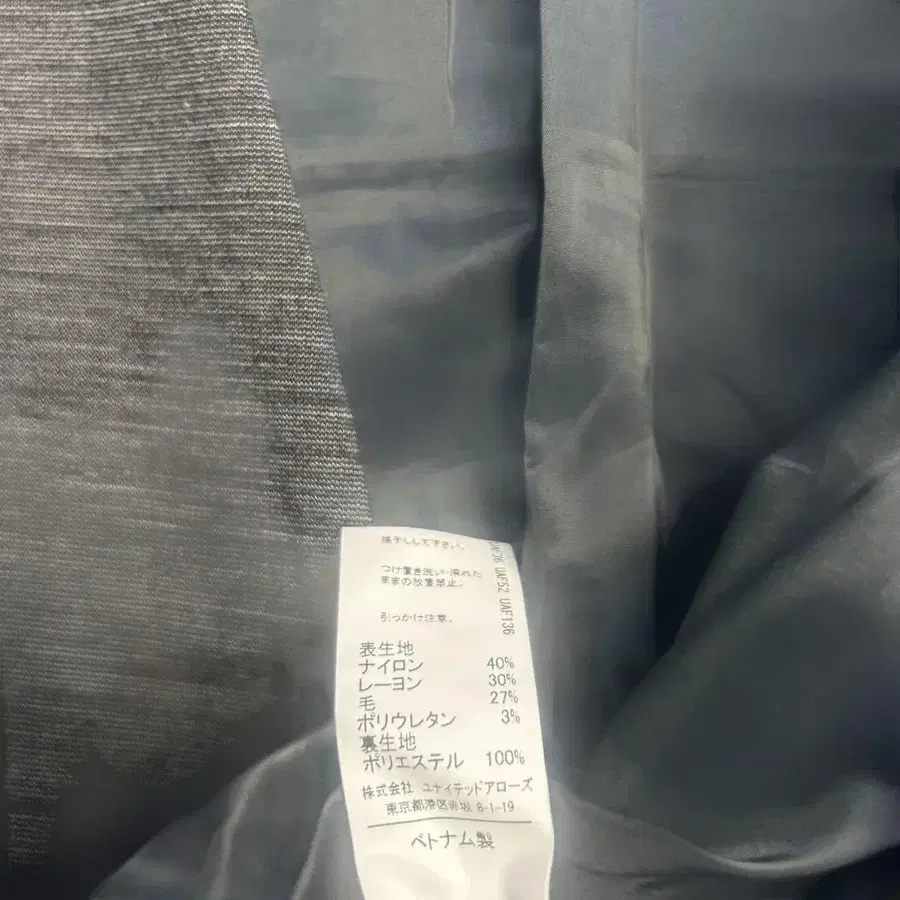 陰干しして下さい。
つけ置き洗い・濡れた
ままの放置禁止。
引っかけ注意。
UAF52 UAF136
表生地
ナイロン 40%
レーヨン 30%
毛 27%
ポリウレタン 3%
裏生地
ポリエステル 100%
株式会社 ユナイテッドアローズ
東京都港区赤坂 8-1-19
ベトナム製